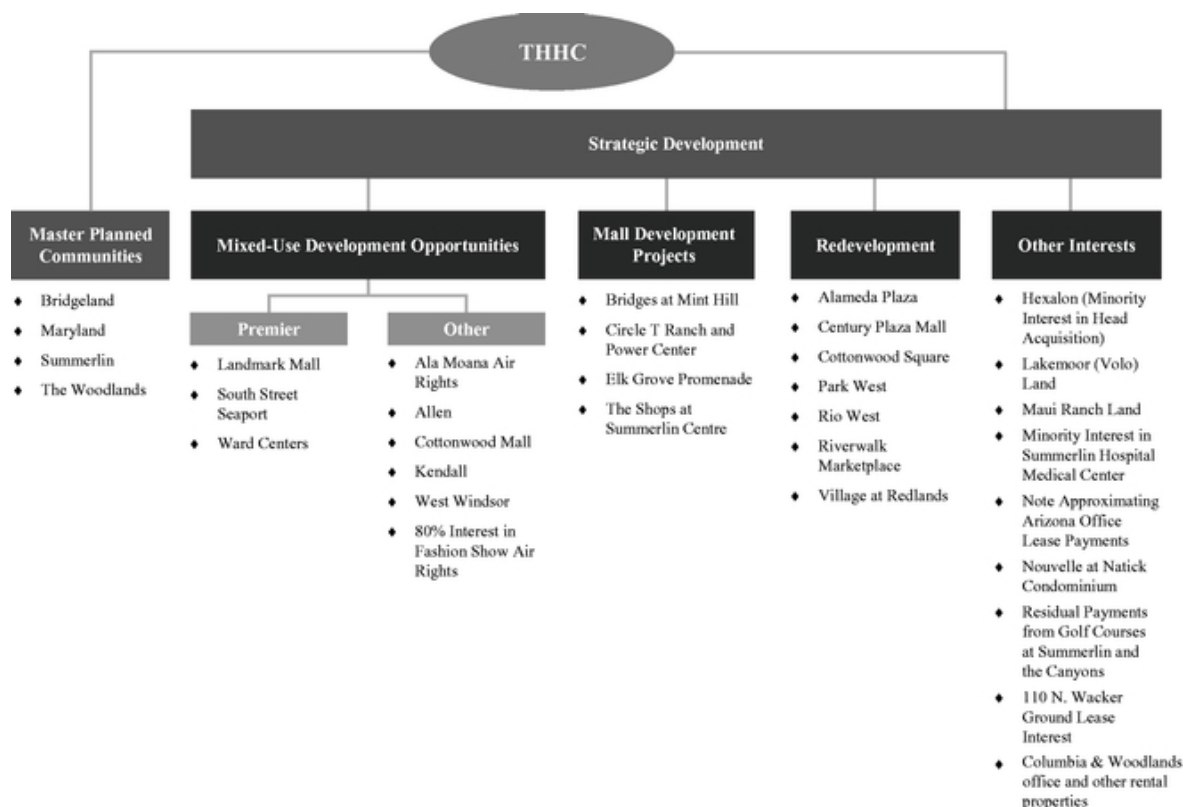 THHC
Strategic Development
Master Planned
Communities
♦ Bridgeland
♦ Maryland
♦ Summerlin
♦ The Woodlands
Mixed-Use Development Opportunities
Premier
♦ Landmark Mall
♦ South Street
Seaport
♦ Ward Centers
Other
♦ Ala Moana Air
Rights
♦ Allen
♦ Cottonwood Mall
♦ Kendall
♦ West Windsor
♦ 80% Interest in
Fashion Show Air
Rights
Mall Development
Projects
♦ Bridges at Mint Hill
♦ Circle T Ranch and
Power Center
♦ Elk Grove Promenade
♦ The Shops at
Summerlin Centre
Redevelopment
♦ Alameda Plaza
♦ Century Plaza Mall
♦ Cottonwood Square
♦ Park West
♦ Rio West
♦ Riverwalk
Marketplace
♦ Village at Redlands
Other Interests
♦ Hexalon (Minority
Interest in Head
Acquisition)
♦ Lakemoor (Volo)
Land
♦ Maui Ranch Land
♦ Minority Interest in
Summerlin Hospital
Medical Center
♦ Note Approximating
Arizona Office
Lease Payments
♦ Nouvelle at Natick
Condominium
♦ Residual Payments
from Golf Courses
at Summerlin and
the Canyons
♦ 110 N. Wacker
Ground Lease
Interest
♦ Columbia & Woodlands
office and other rental
properties